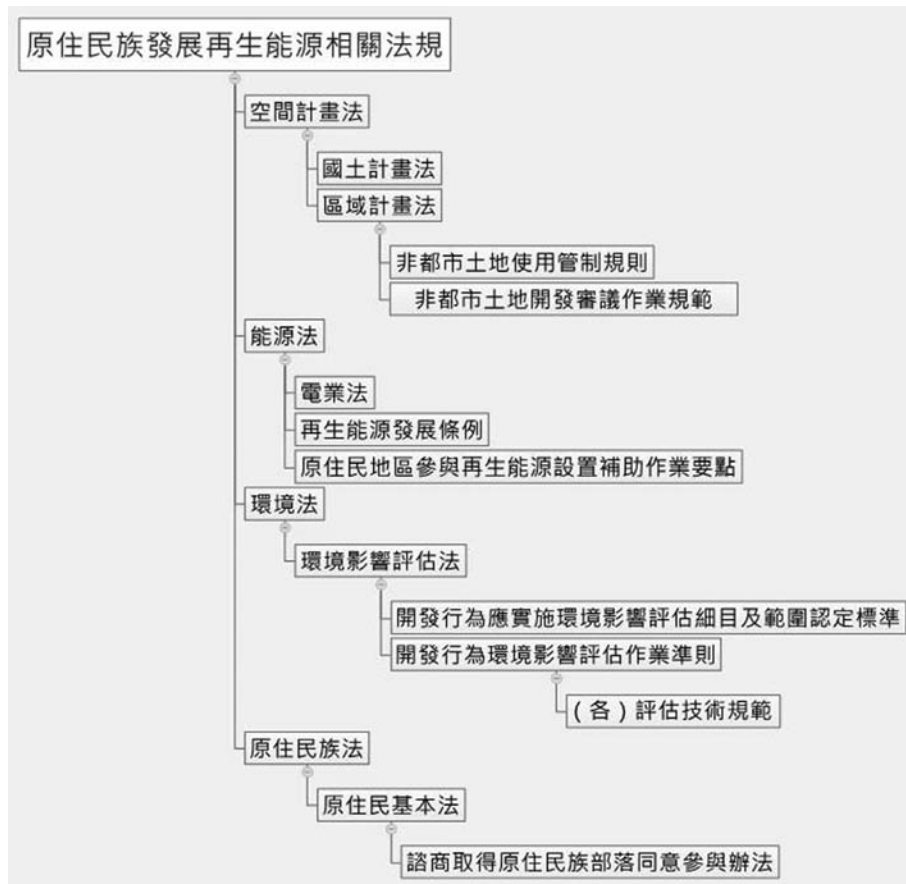 原住民族發展再生能源相關法規
空間計畫法
國土計畫法
區域計畫法
非都市土地使用管制規則
非都市土地開發審議作業規範
能源法
電業法
再生能源發展條例
原住民地區參與再生能源設置補助作業要點
環境法
環境影響評估法
開發行為應實施環境影響評估細目及範圍認定標準
開發行為環境影響評估作業準則
(各)評估技術規範
原住民族法
原住民基本法
諮商取得原住民族部落同意參與辦法